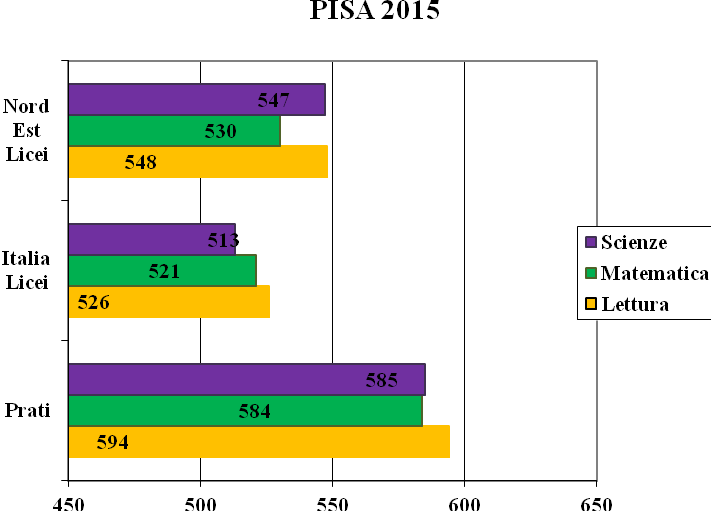 PISA 2015
Nord
Est
Licei
547
530
548
Italia
Licei
513
521
526
Prati
585
584
594
450 500 550 600 650
Scienze
Matematica
Lettura